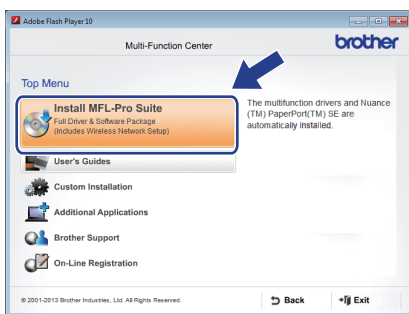 Adobe Flash Player 10
Multi-Function Center
brother
Top Menu
Install MFL-Pro Suite
Full Driver & Software Package
(Includes Wireless Network Setup)
The multifunction drivers and Nuance
(TM) PaperPort(TM) SE are
automatically installed.
User's Guides
Custom Installation
Additional Applications
Brother Support
On-Line Registration
© 2001-2013 Brother Industries, Ltd. All Rights Reserved.
Back
Exit